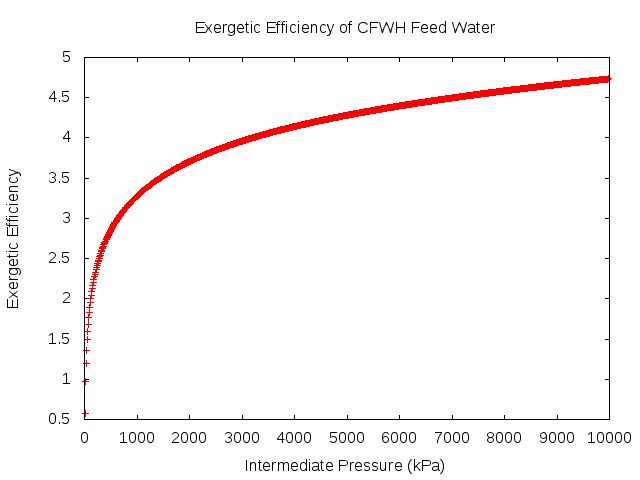 Exergetic Efficiency of CFWH Feed Water
5
4.5
4
3.5
3
2.5
2
1.5
1
0.5
Exergetic Efficiency
0 1000 2000 3000 4000 5000 6000 7000 8000 9000 10000
Intermediate Pressure (kPa)